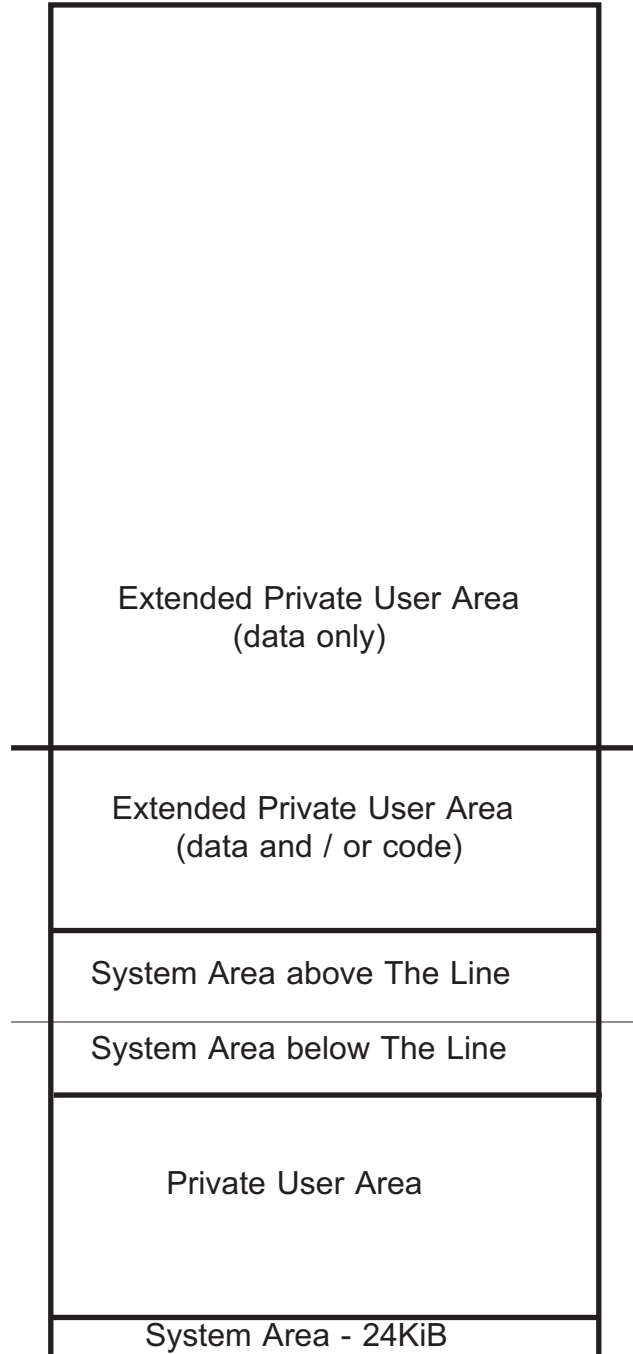 Extended Private User Area
(data only)
Extended Private User Area
(data and / or code)
System Area above The Line
System Area below The Line
Private User Area
System Area - 24KiB